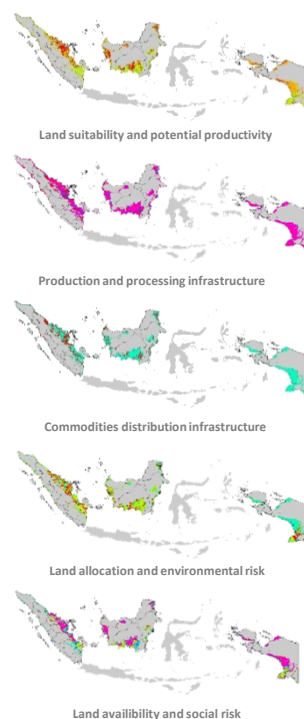 Land suitability and potential productivity
Production and processing infrastructure
Commodities distribution infrastructure
Land allocation and environmental risk
Land availibility and social risk